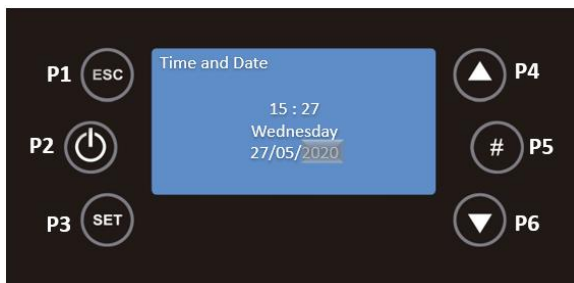 P1 ESC
Time and Date
P4
15 : 27
P2
Wednesday
# P5
27/05/2020
P3 SET
P6